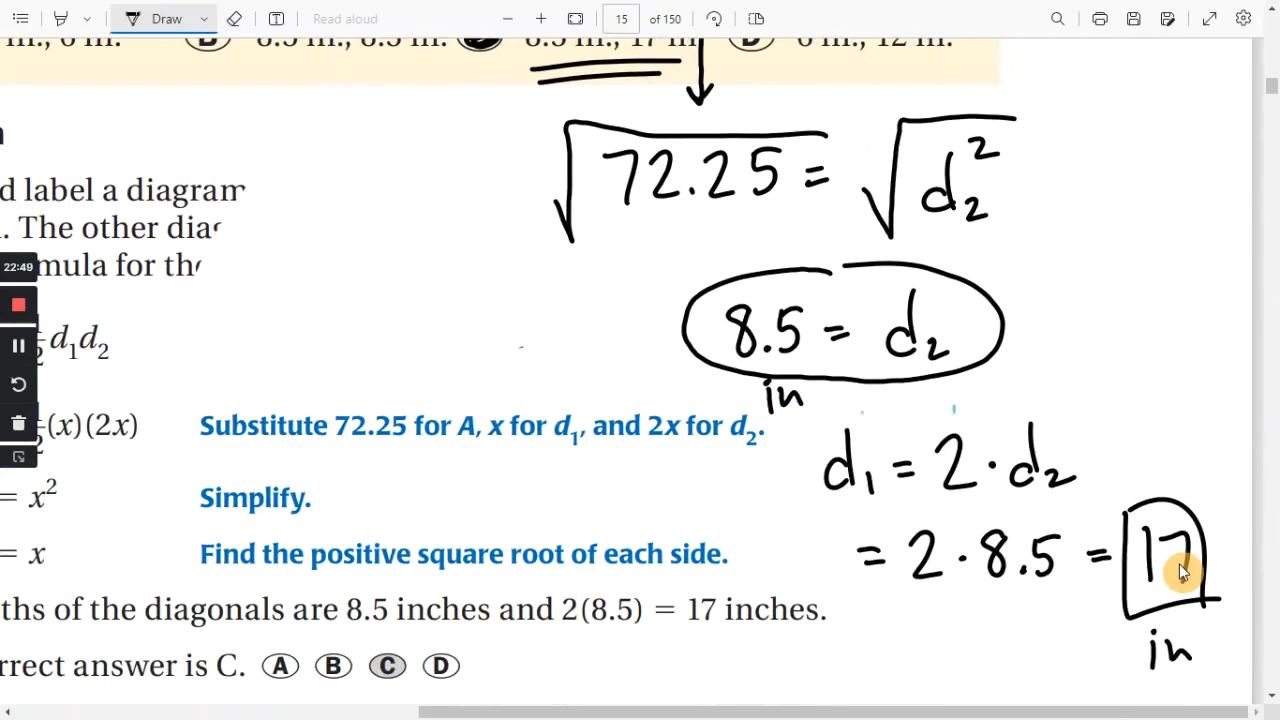 Draw
Read aloud
15 of 150
m., 6 in. B 8.5 in., 8.5 in. 8.5 in., 17 in D 6 in., 12 in.
√72.25 = √d₂²
d label a diagram
. The other diag
mula for the
22:49
8.5 = d₂
in
d₁d₂
(x)(2x) Substitute 72.25 for A, x for d₁, and 2x for d₂.
d₁ = 2 · d₂
= x² Simplify.
= 2 · 8.5 = 17
in
= x Find the positive square root of each side.
ths of the diagonals are 8.5 inches and 2(8.5) = 17 inches.
rrect answer is C. A B C D